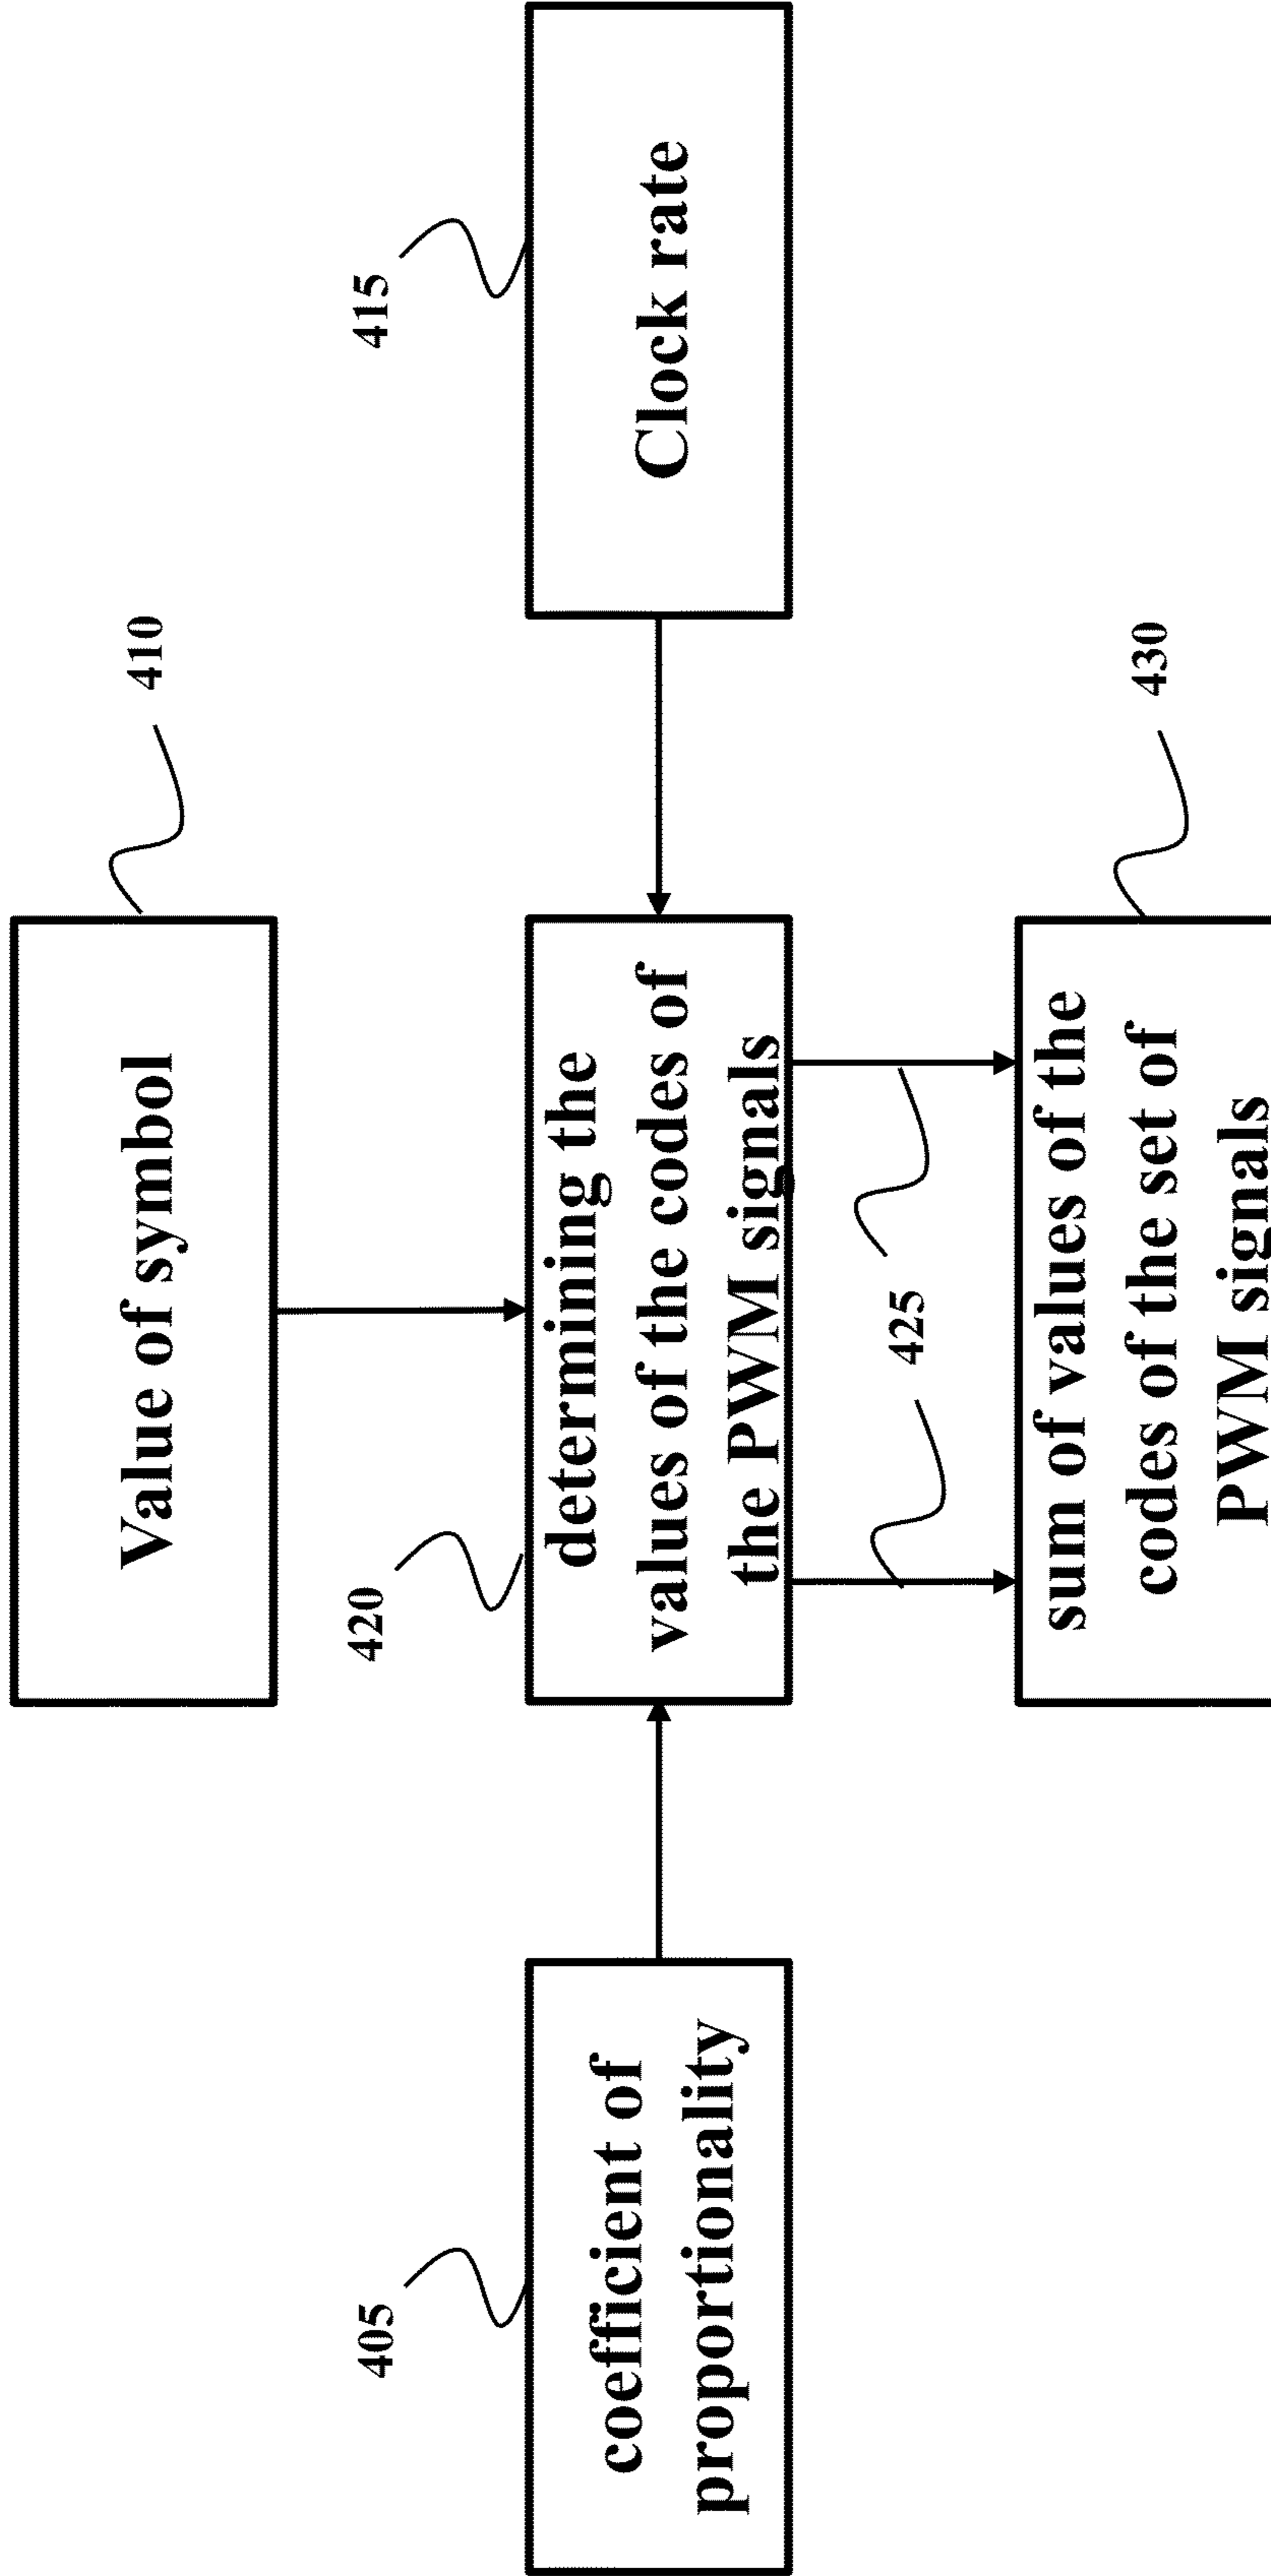 410
Value of symbol
405
420
415
coefficient of
proportionality
determining the
values of the codes of
the PWM signals
Clock rate
425
430
sum of values of the
codes of the set of
PWM signals